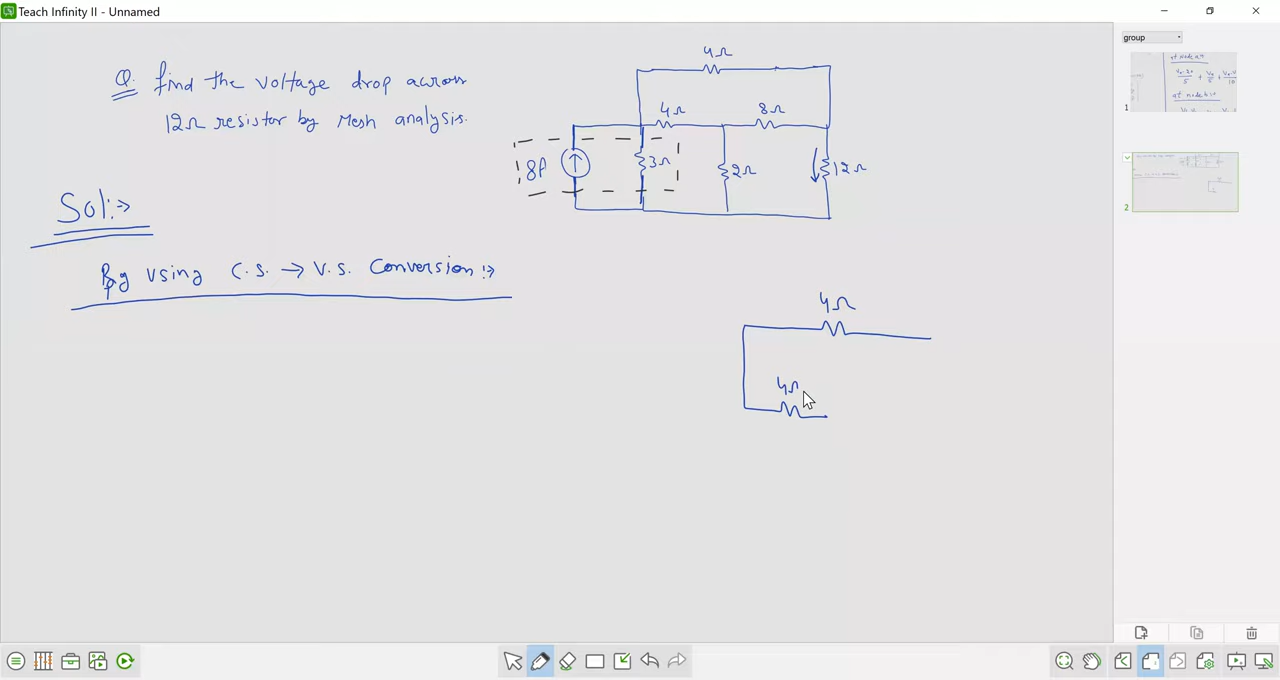 Teach Infinity II - Unnamed
Q. find the voltage drop across
12Ω resistor by Mesh analysis.
4Ω
4Ω
8Ω
8A
3Ω
2Ω
12Ω
Sol:→
By using C.S. → V.S. Conversion:→
4Ω
4Ω
group
1
2